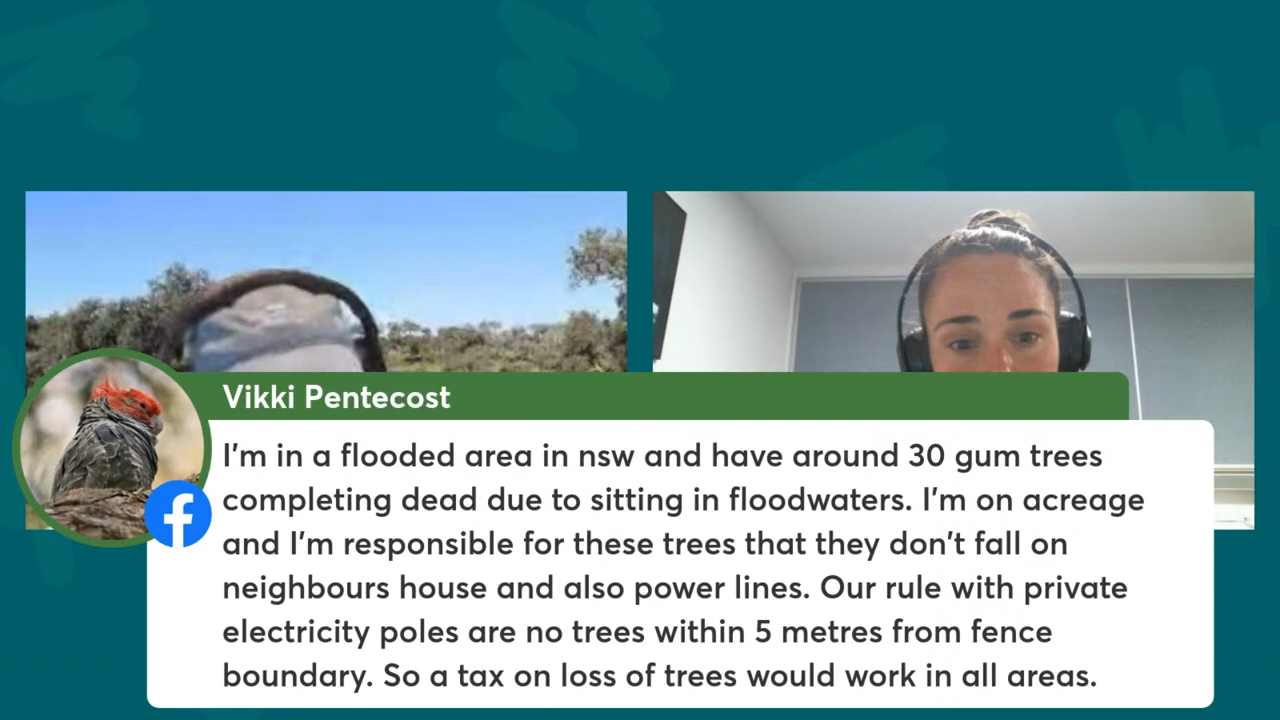 Vikki Pentecost
I'm in a flooded area in nsw and have around 30 gum trees
completing dead due to sitting in floodwaters. I'm on acreage
and I'm responsible for these trees that they don't fall on
neighbours house and also power lines. Our rule with private
electricity poles are no trees within 5 metres from fence
boundary. So a tax on loss of trees would work in all areas.